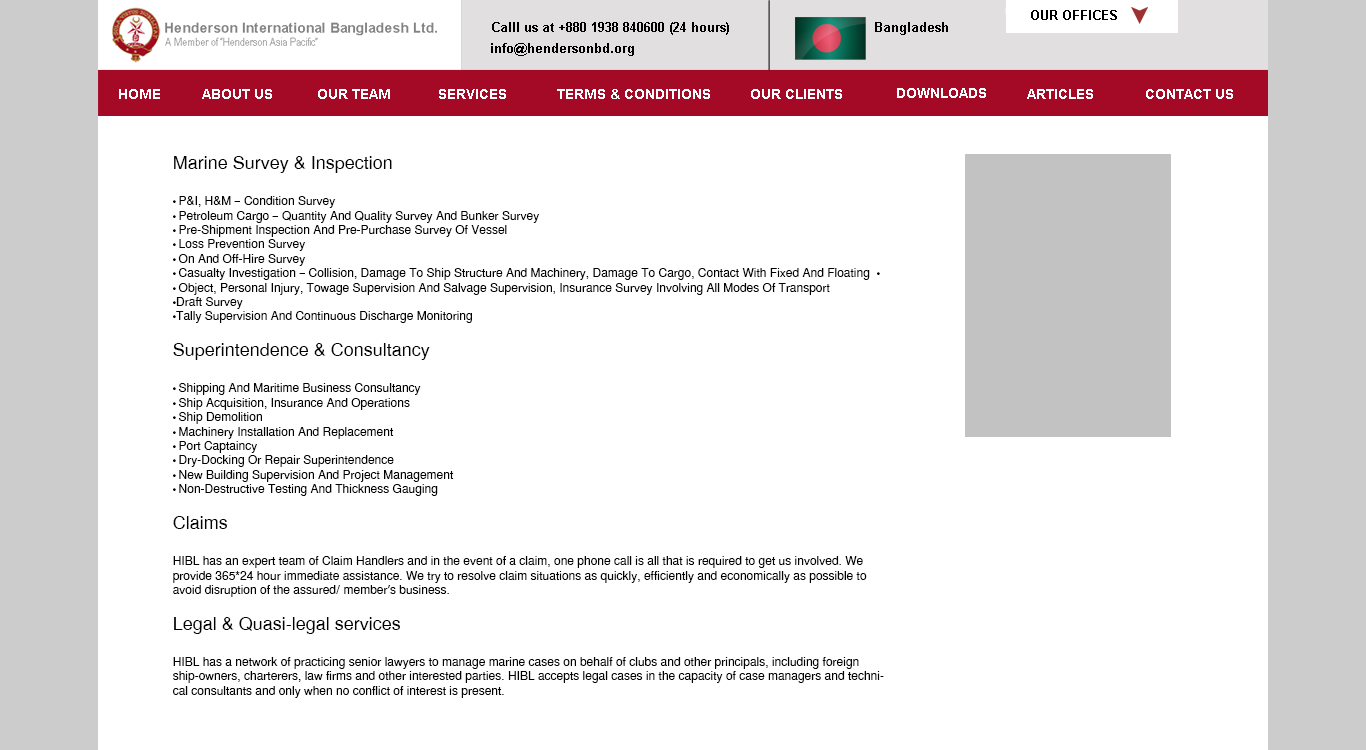 Henderson International Bangladesh Ltd.
A Member of "Henderson Asia Pacific"
Calll us at +880 1938 840600 (24 hours)
info@hendersonbd.org
Bangladesh
OUR OFFICES
HOME ABOUT US OUR TEAM SERVICES TERMS & CONDITIONS OUR CLIENTS DOWNLOADS ARTICLES CONTACT US
Marine Survey & Inspection
• P&I, H&M – Condition Survey
• Petroleum Cargo – Quantity And Quality Survey And Bunker Survey
• Pre-Shipment Inspection And Pre-Purchase Survey Of Vessel
• Loss Prevention Survey
• On And Off-Hire Survey
• Casualty Investigation – Collision, Damage To Ship Structure And Machinery, Damage To Cargo, Contact With Fixed And Floating •
• Object, Personal Injury, Towage Supervision And Salvage Supervision, Insurance Survey Involving All Modes Of Transport
•Draft Survey
•Tally Supervision And Continuous Discharge Monitoring
Superintendence & Consultancy
• Shipping And Maritime Business Consultancy
• Ship Acquisition, Insurance And Operations
• Ship Demolition
• Machinery Installation And Replacement
• Port Captaincy
• Dry-Docking Or Repair Superintendence
• New Building Supervision And Project Management
• Non-Destructive Testing And Thickness Gauging
Claims
HIBL has an expert team of Claim Handlers and in the event of a claim, one phone call is all that is required to get us involved. We
provide 365*24 hour immediate assistance. We try to resolve claim situations as quickly, efficiently and economically as possible to
avoid disruption of the assured/ member's business.
Legal & Quasi-legal services
HIBL has a network of practicing senior lawyers to manage marine cases on behalf of clubs and other principals, including foreign
ship-owners, charterers, law firms and other interested parties. HIBL accepts legal cases in the capacity of case managers and techni-
cal consultants and only when no conflict of interest is present.